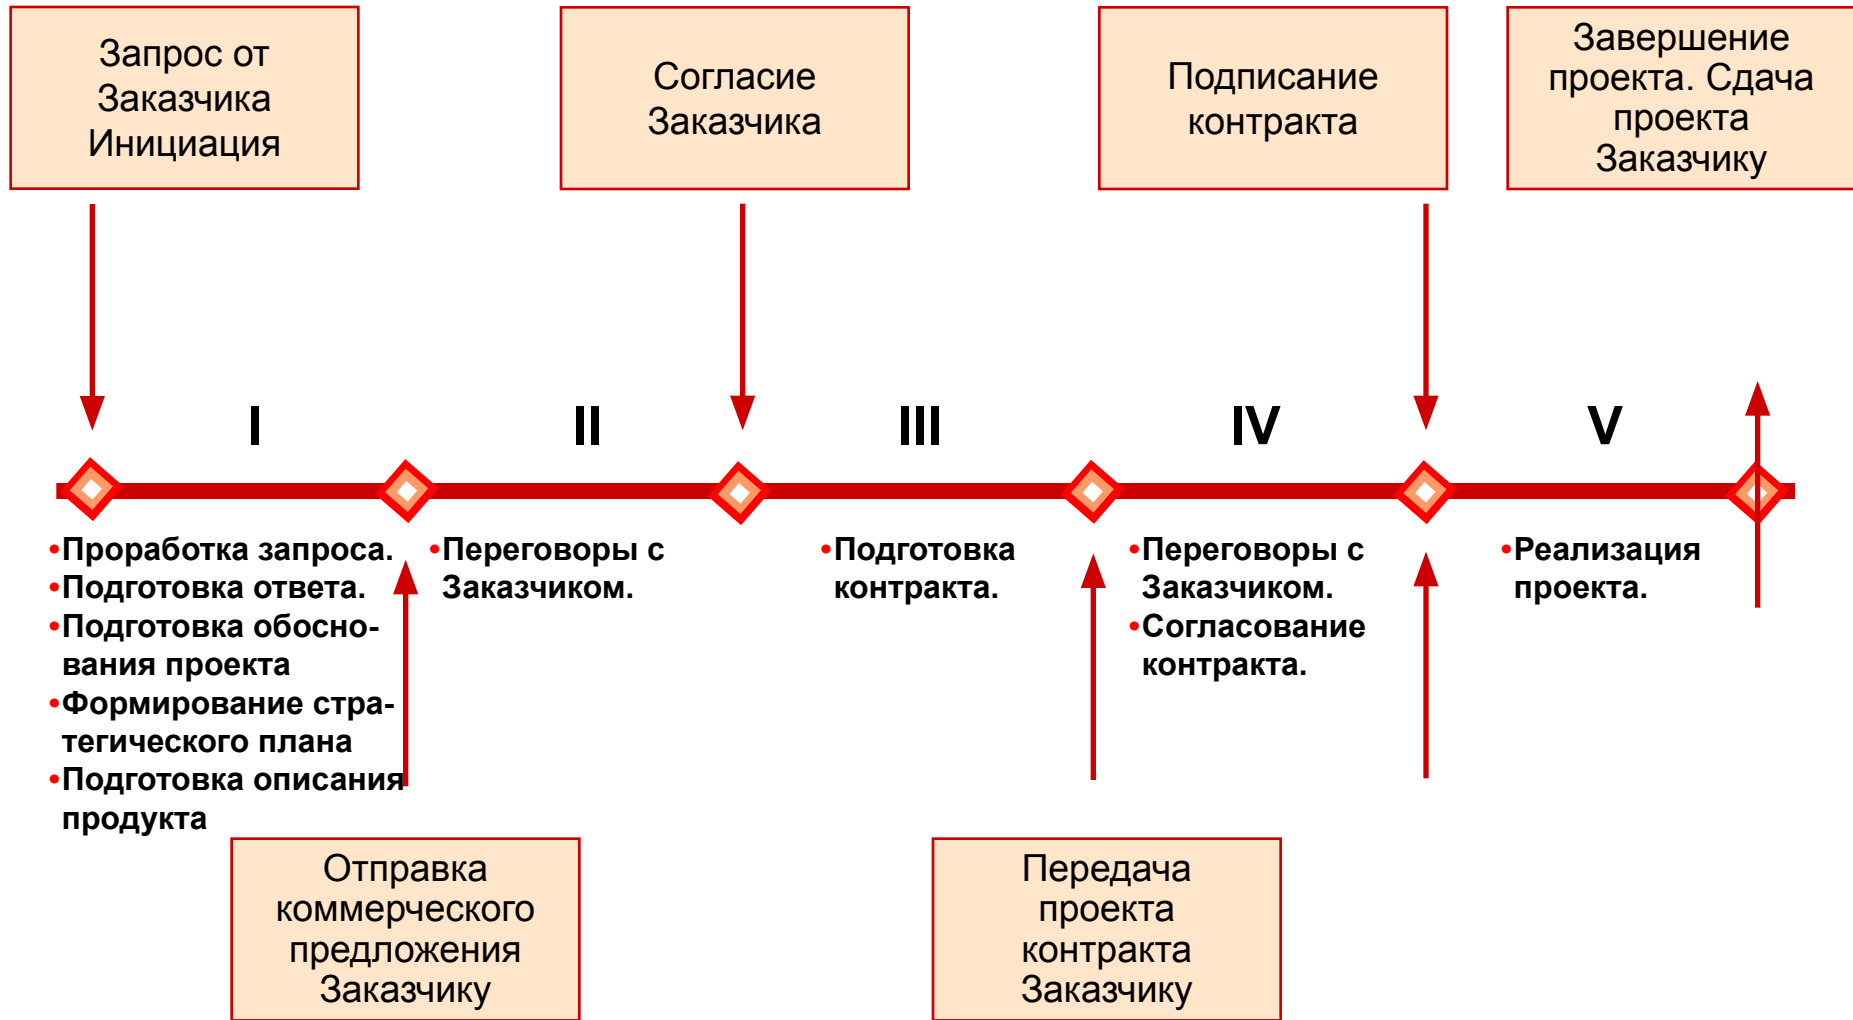 Запрос от
Заказчика
Инициация
Согласие
Заказчика
Подписание
контракта
Завершение
проекта. Сдача
проекта
Заказчику
I
II
III
IV
V
•Проработка запроса.
•Подготовка ответа.
•Подготовка обосно-
вания проекта
•Формирование стра-
тегического плана
•Подготовка описания
продукта
•Переговоры с
Заказчиком.
•Подготовка
контракта.
•Переговоры с
Заказчиком.
•Согласование
контракта.
•Реализация
проекта.
Отправка
коммерческого
предложения
Заказчику
Передача
проекта
контракта
Заказчику